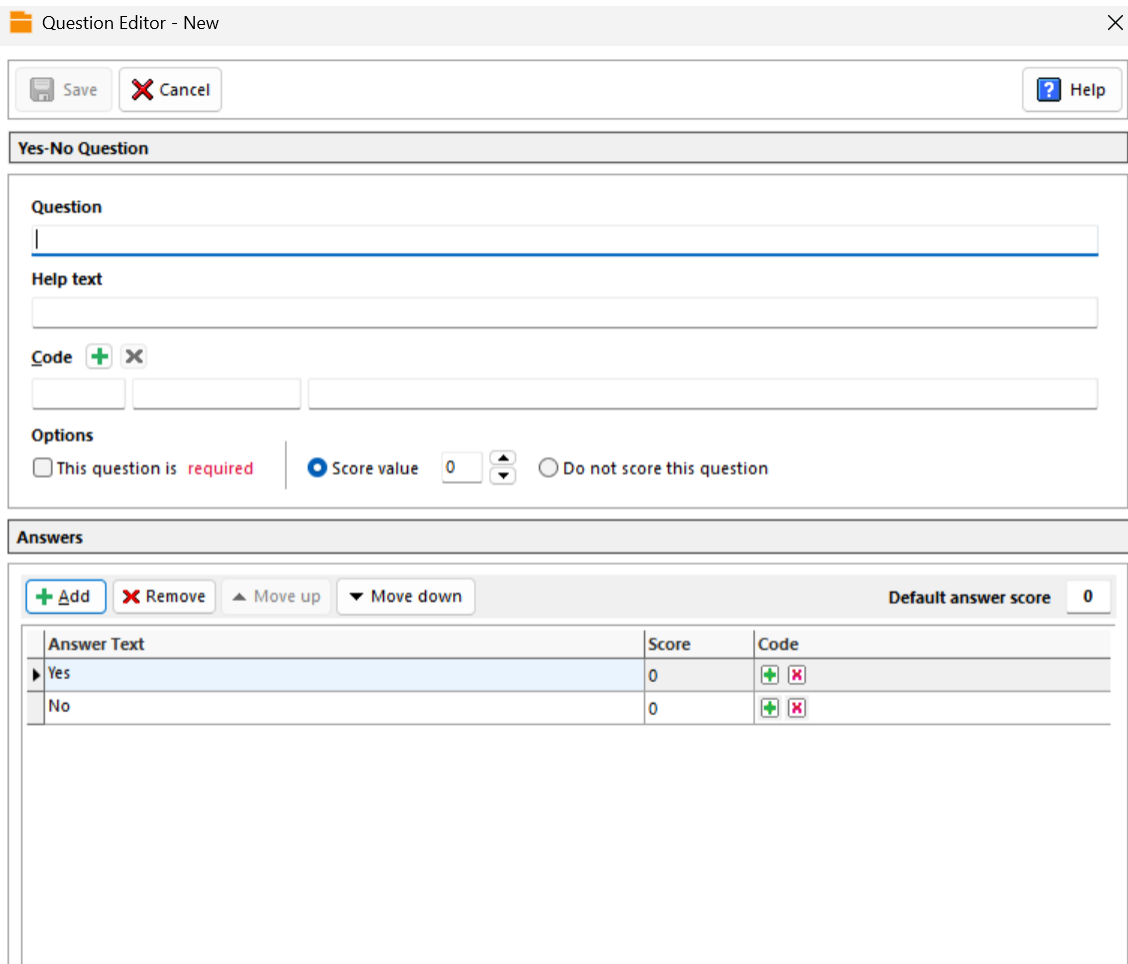 Question Editor - New
Save Cancel Help
Yes-No Question
Question
Help text
Code
Options
This question is required Score value 0 Do not score this question
Answers
Add Remove Move up Move down Default answer score 0
Answer Text Score Code
Yes 0
No 0